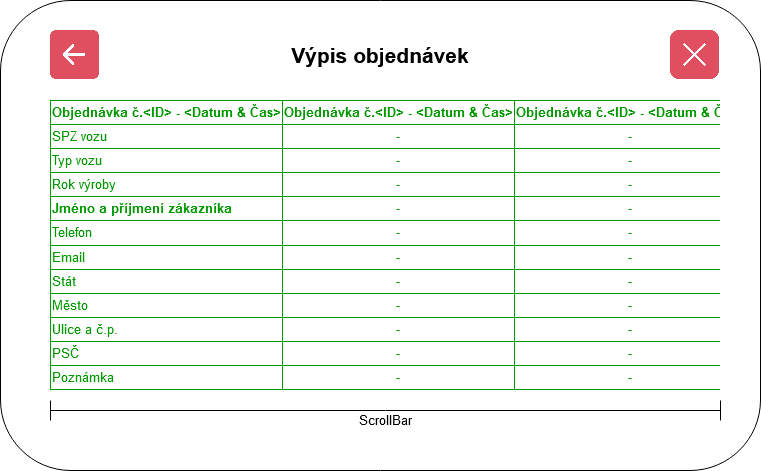 Výpis objednávek
Objednávka č.<ID> - <Datum & Čas> Objednávka č.<ID> - <Datum & Čas> Objednávka č.<ID> - <Datum & Č
SPZ vozu - -
Typ vozu - -
Rok výroby - -
Jméno a příjmení zákazníka - -
Telefon - -
Email - -
Stát - -
Město - -
Ulice a č.p. - -
PSČ - -
Poznámka - -
ScrollBar